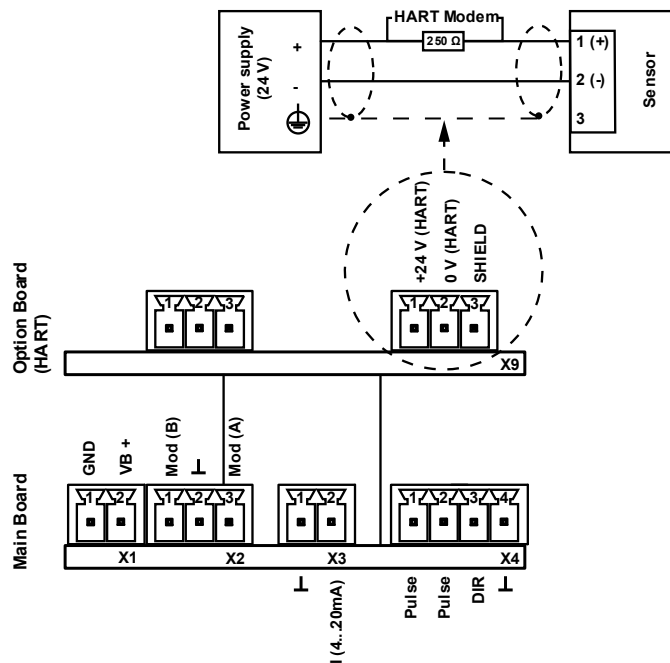 HART Modem
Power supply
(24 V)
+
-
250 Ω
1 (+)
2 (-)
3
Sensor
+24 V (HART)
0 V (HART)
SHIELD
Option Board
(HART)
1 2 3
1 2 3
X9
GND
VB +
Mod (B)
Mod (A)
Main Board
1 2
1 2 3
1 2
1 2 3 4
X1
X2
X3
X4
I (4...20mA)
Pulse
Pulse
DIR